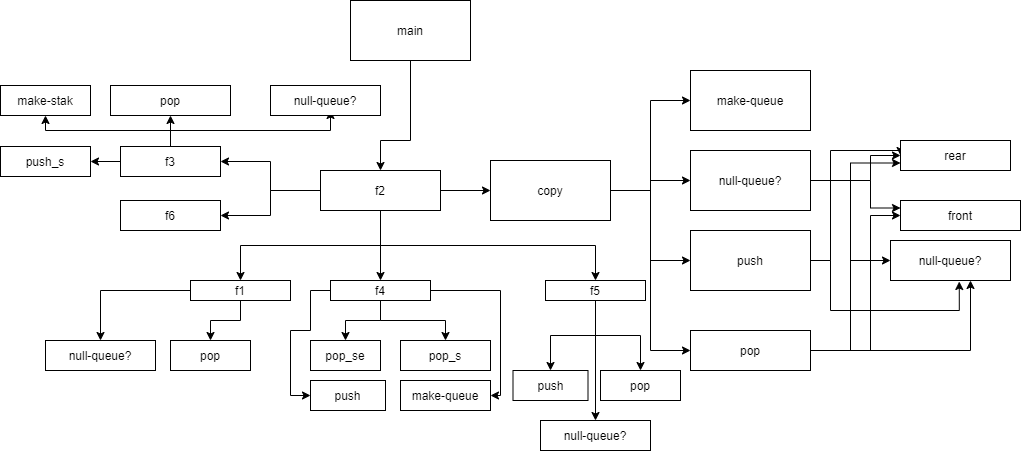 main
make-stak
pop
null-queue?
make-queue
push_s
f3
rear
f2
copy
null-queue?
f6
front
push
null-queue?
f1
f4
f5
null-queue?
pop
pop_se
pop_s
pop
push
make-queue
push
pop
null-queue?